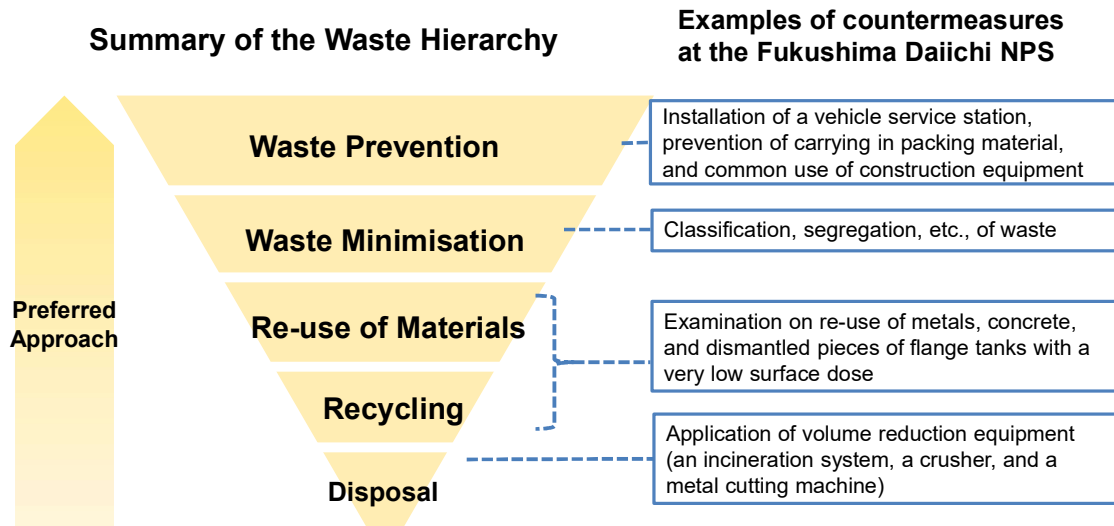 Summary of the Waste Hierarchy
Examples of countermeasures
at the Fukushima Daiichi NPS
Preferred
Approach
Waste Prevention
Installation of a vehicle service station,
prevention of carrying in packing material,
and common use of construction equipment
Waste Minimisation
Classification, segregation, etc., of waste
Re-use of Materials
Recycling
Examination on re-use of metals, concrete,
and dismantled pieces of flange tanks with a
very low surface dose
Disposal
Application of volume reduction equipment
(an incineration system, a crusher, and a
metal cutting machine)